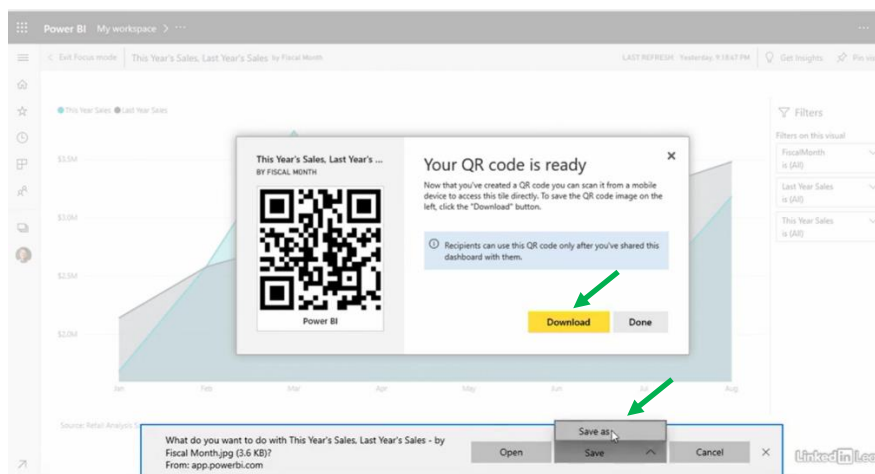 Power BI My workspace > ...
Exit Focus mode This Year's Sales, Last Year's Sales by Fiscal Month LAST REFRESH: Yesterday, 9:18:47 PM Get Insights Pin vis
This Year Sales Last Year Sales
Filters
Filters on this visual
FiscalMonth
is (All)
Last Year Sales
is (All)
This Year Sales
is (All)
$3.5M
$3.0M
$2.5M
$2.0M
This Year's Sales, Last Year's ...
BY FISCAL MONTH
Power BI
Your QR code is ready
Now that you've created a QR code you can scan it from a mobile
device to access this tile directly. To save the QR code image on the
left, click the "Download" button.
Recipients can use this QR code only after you've shared this
dashboard with them.
Download Done
Jan Feb Mar Apr May Jun Jul Aug
Source: Retail Analysis S
What do you want to do with This Year's Sales, Last Year's Sales - by
Fiscal Month.jpg (3.6 KB)?
From: app.powerbi.com
Open
Save as
Save
Cancel
Linked in Lea